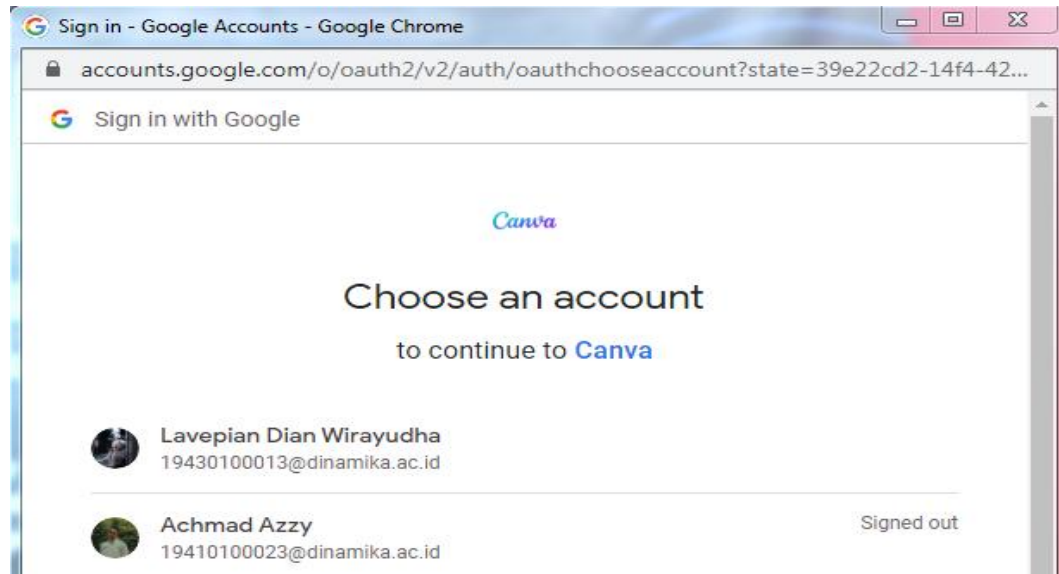 Sign in - Google Accounts - Google Chrome
accounts.google.com/o/oauth2/v2/auth/oauthchooseaccount?state=39e22cd2-14f4-42...
Sign in with Google
Canva
Choose an account
to continue to Canva
Lavepian Dian Wirayudha
19430100013@dinamika.ac.id
Achmad Azzy
Signed out
19410100023@dinamika.ac.id